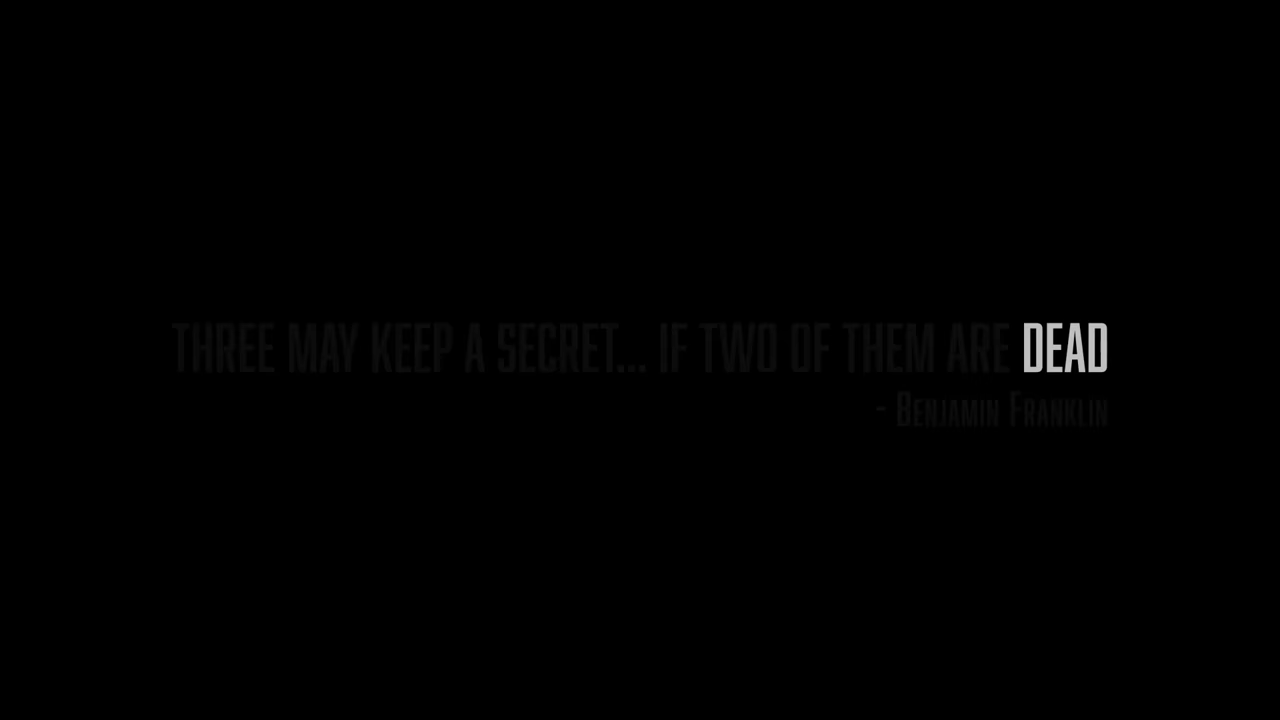 THREE MAY KEEP A SECRET... IF TWO OF THEM ARE DEAD
- BENJAMIN FRANKLIN